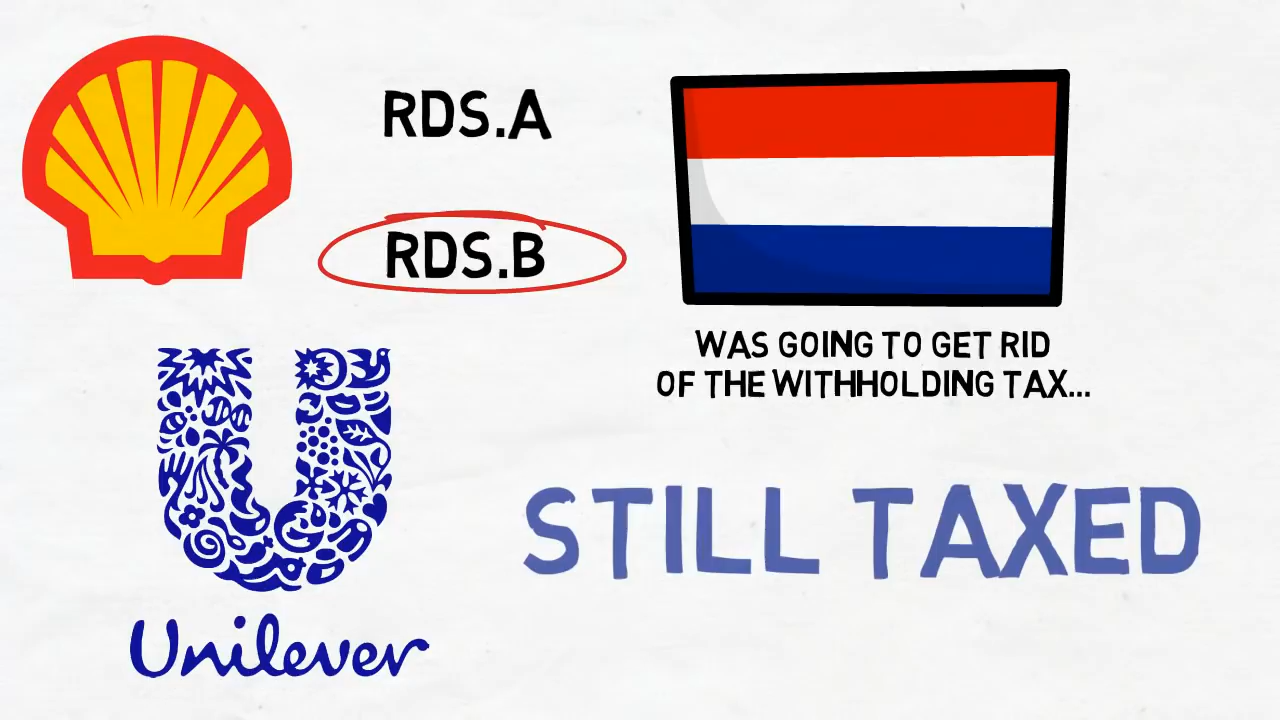 RDS.A
RDS.B
WAS GOING TO GET RID
OF THE WITHHOLDING TAX...
STILL TAXED
Unilever